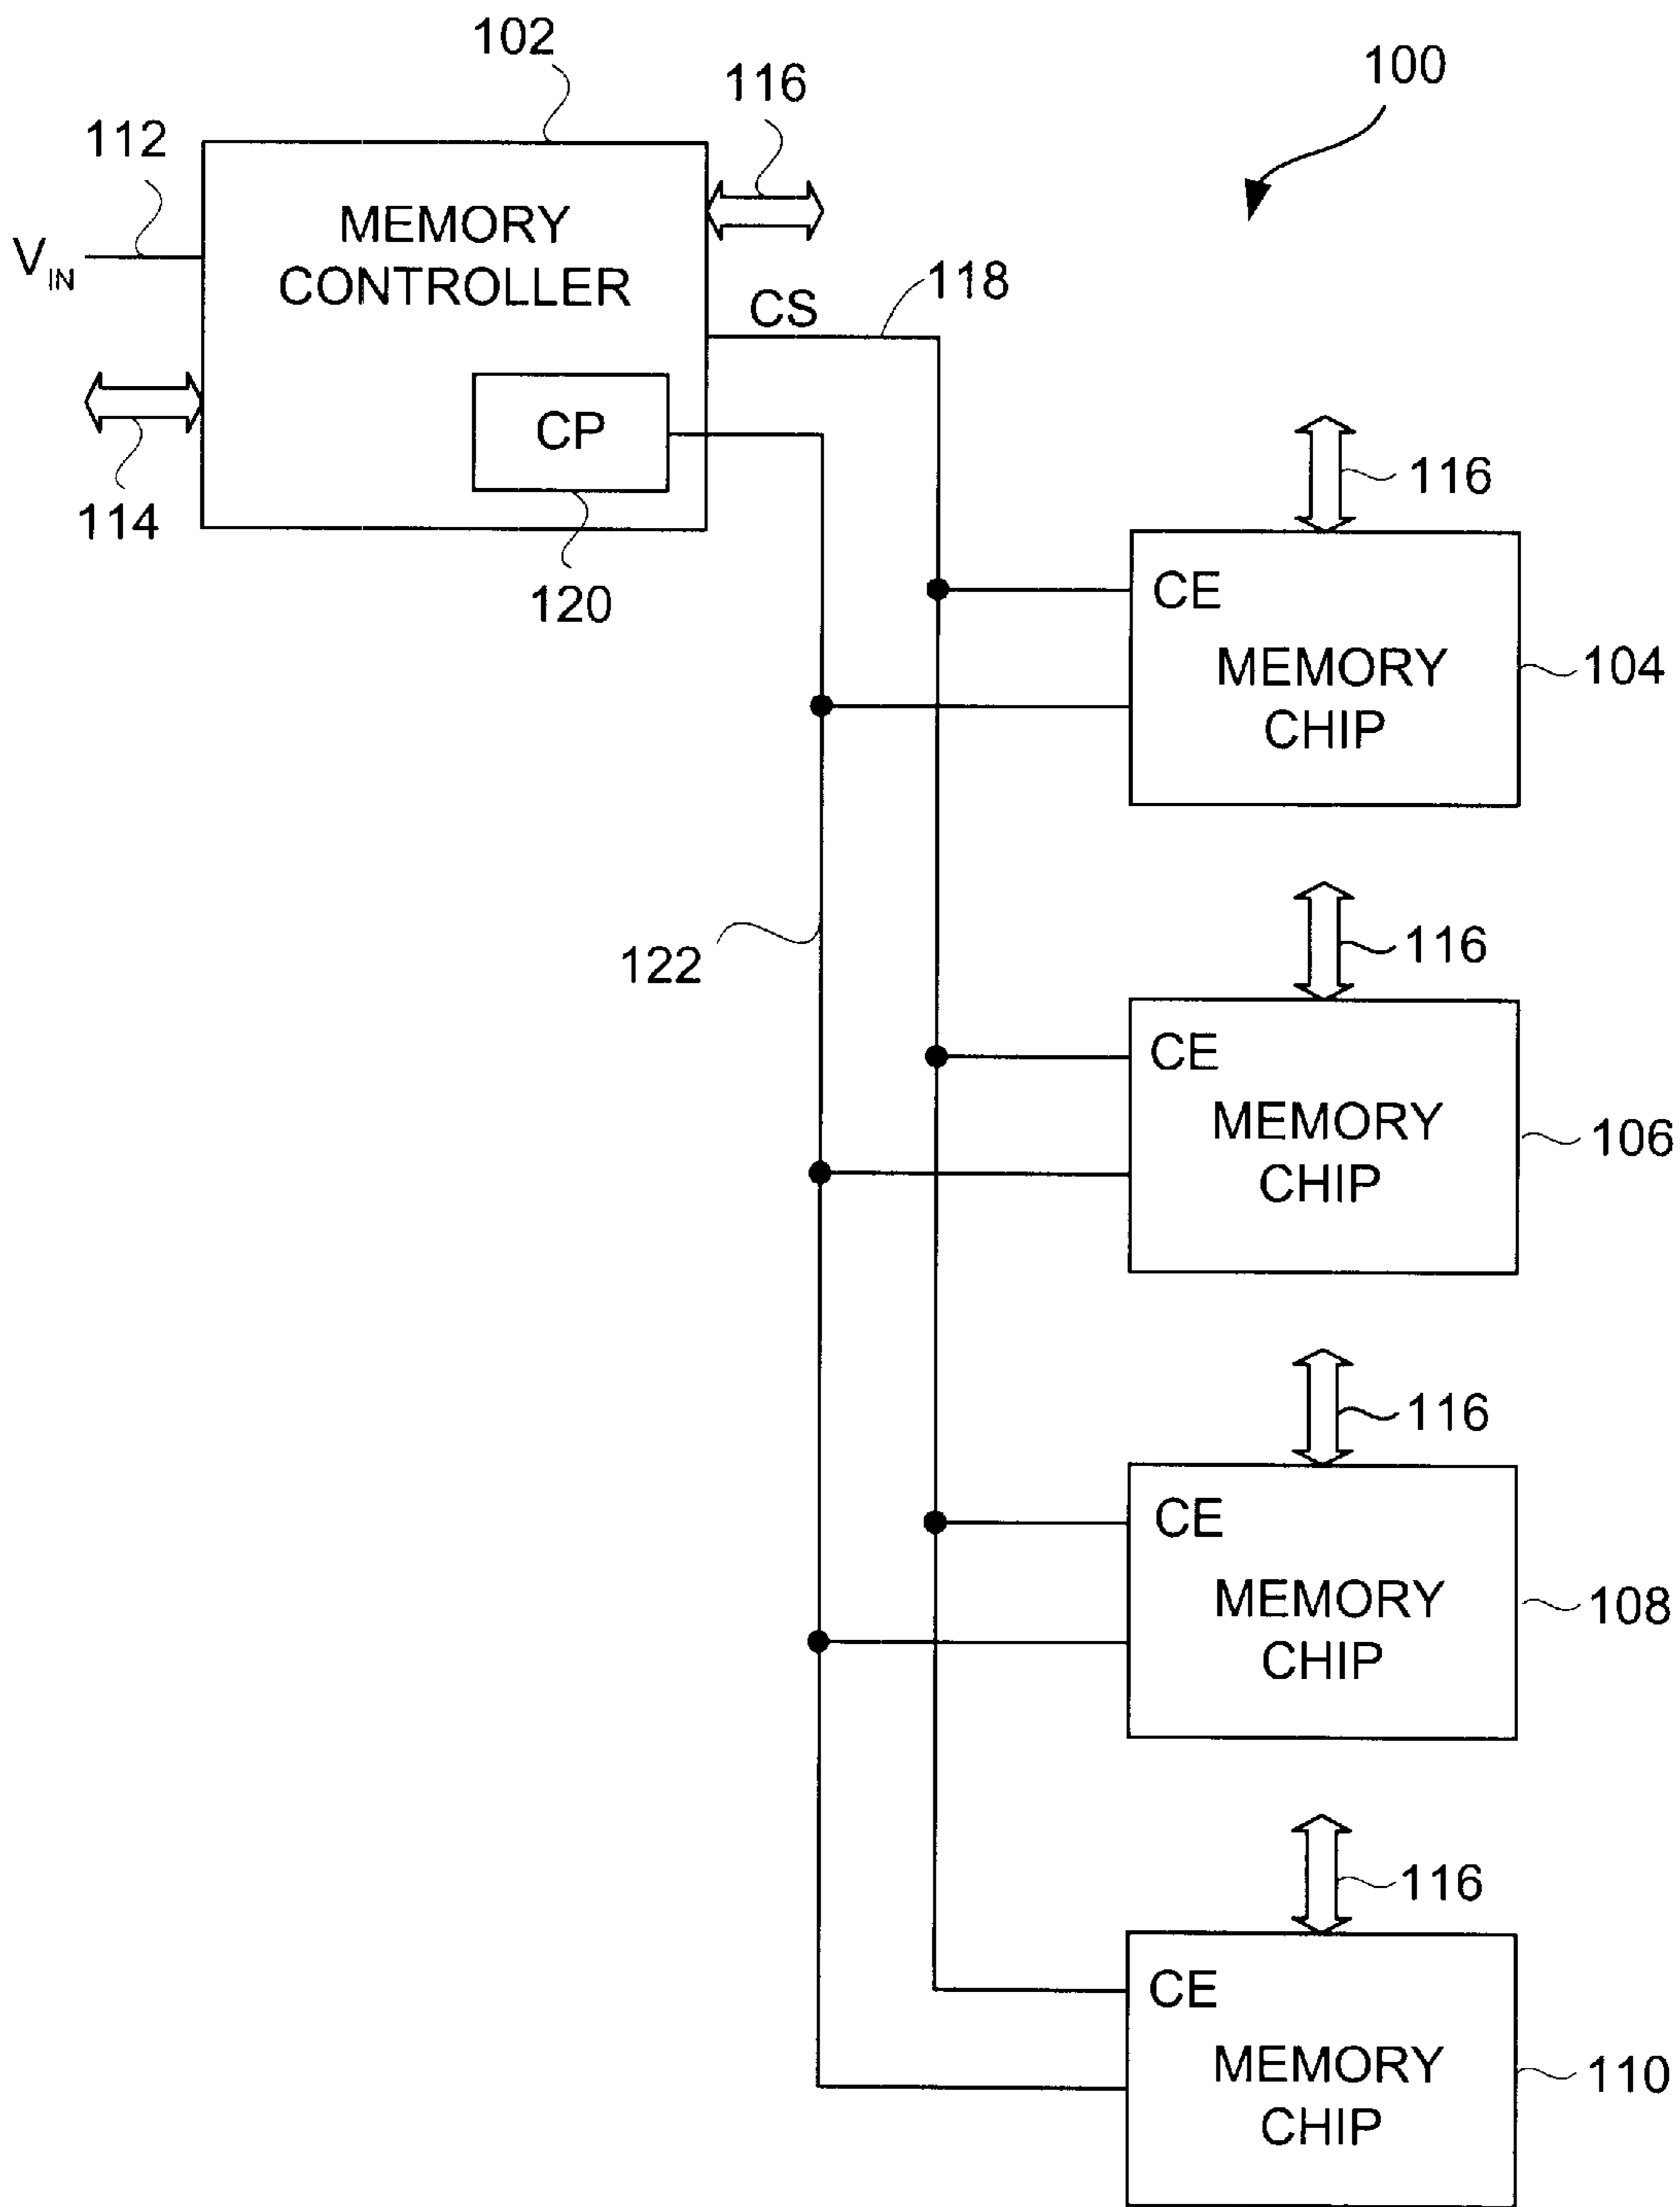 102
116
100
112
MEMORY
CONTROLLER
V_IN
CS
118
CP
114
120
116
CE
MEMORY
CHIP
104
122
116
CE
MEMORY
CHIP
106
116
CE
MEMORY
CHIP
108
116
CE
MEMORY
CHIP
110